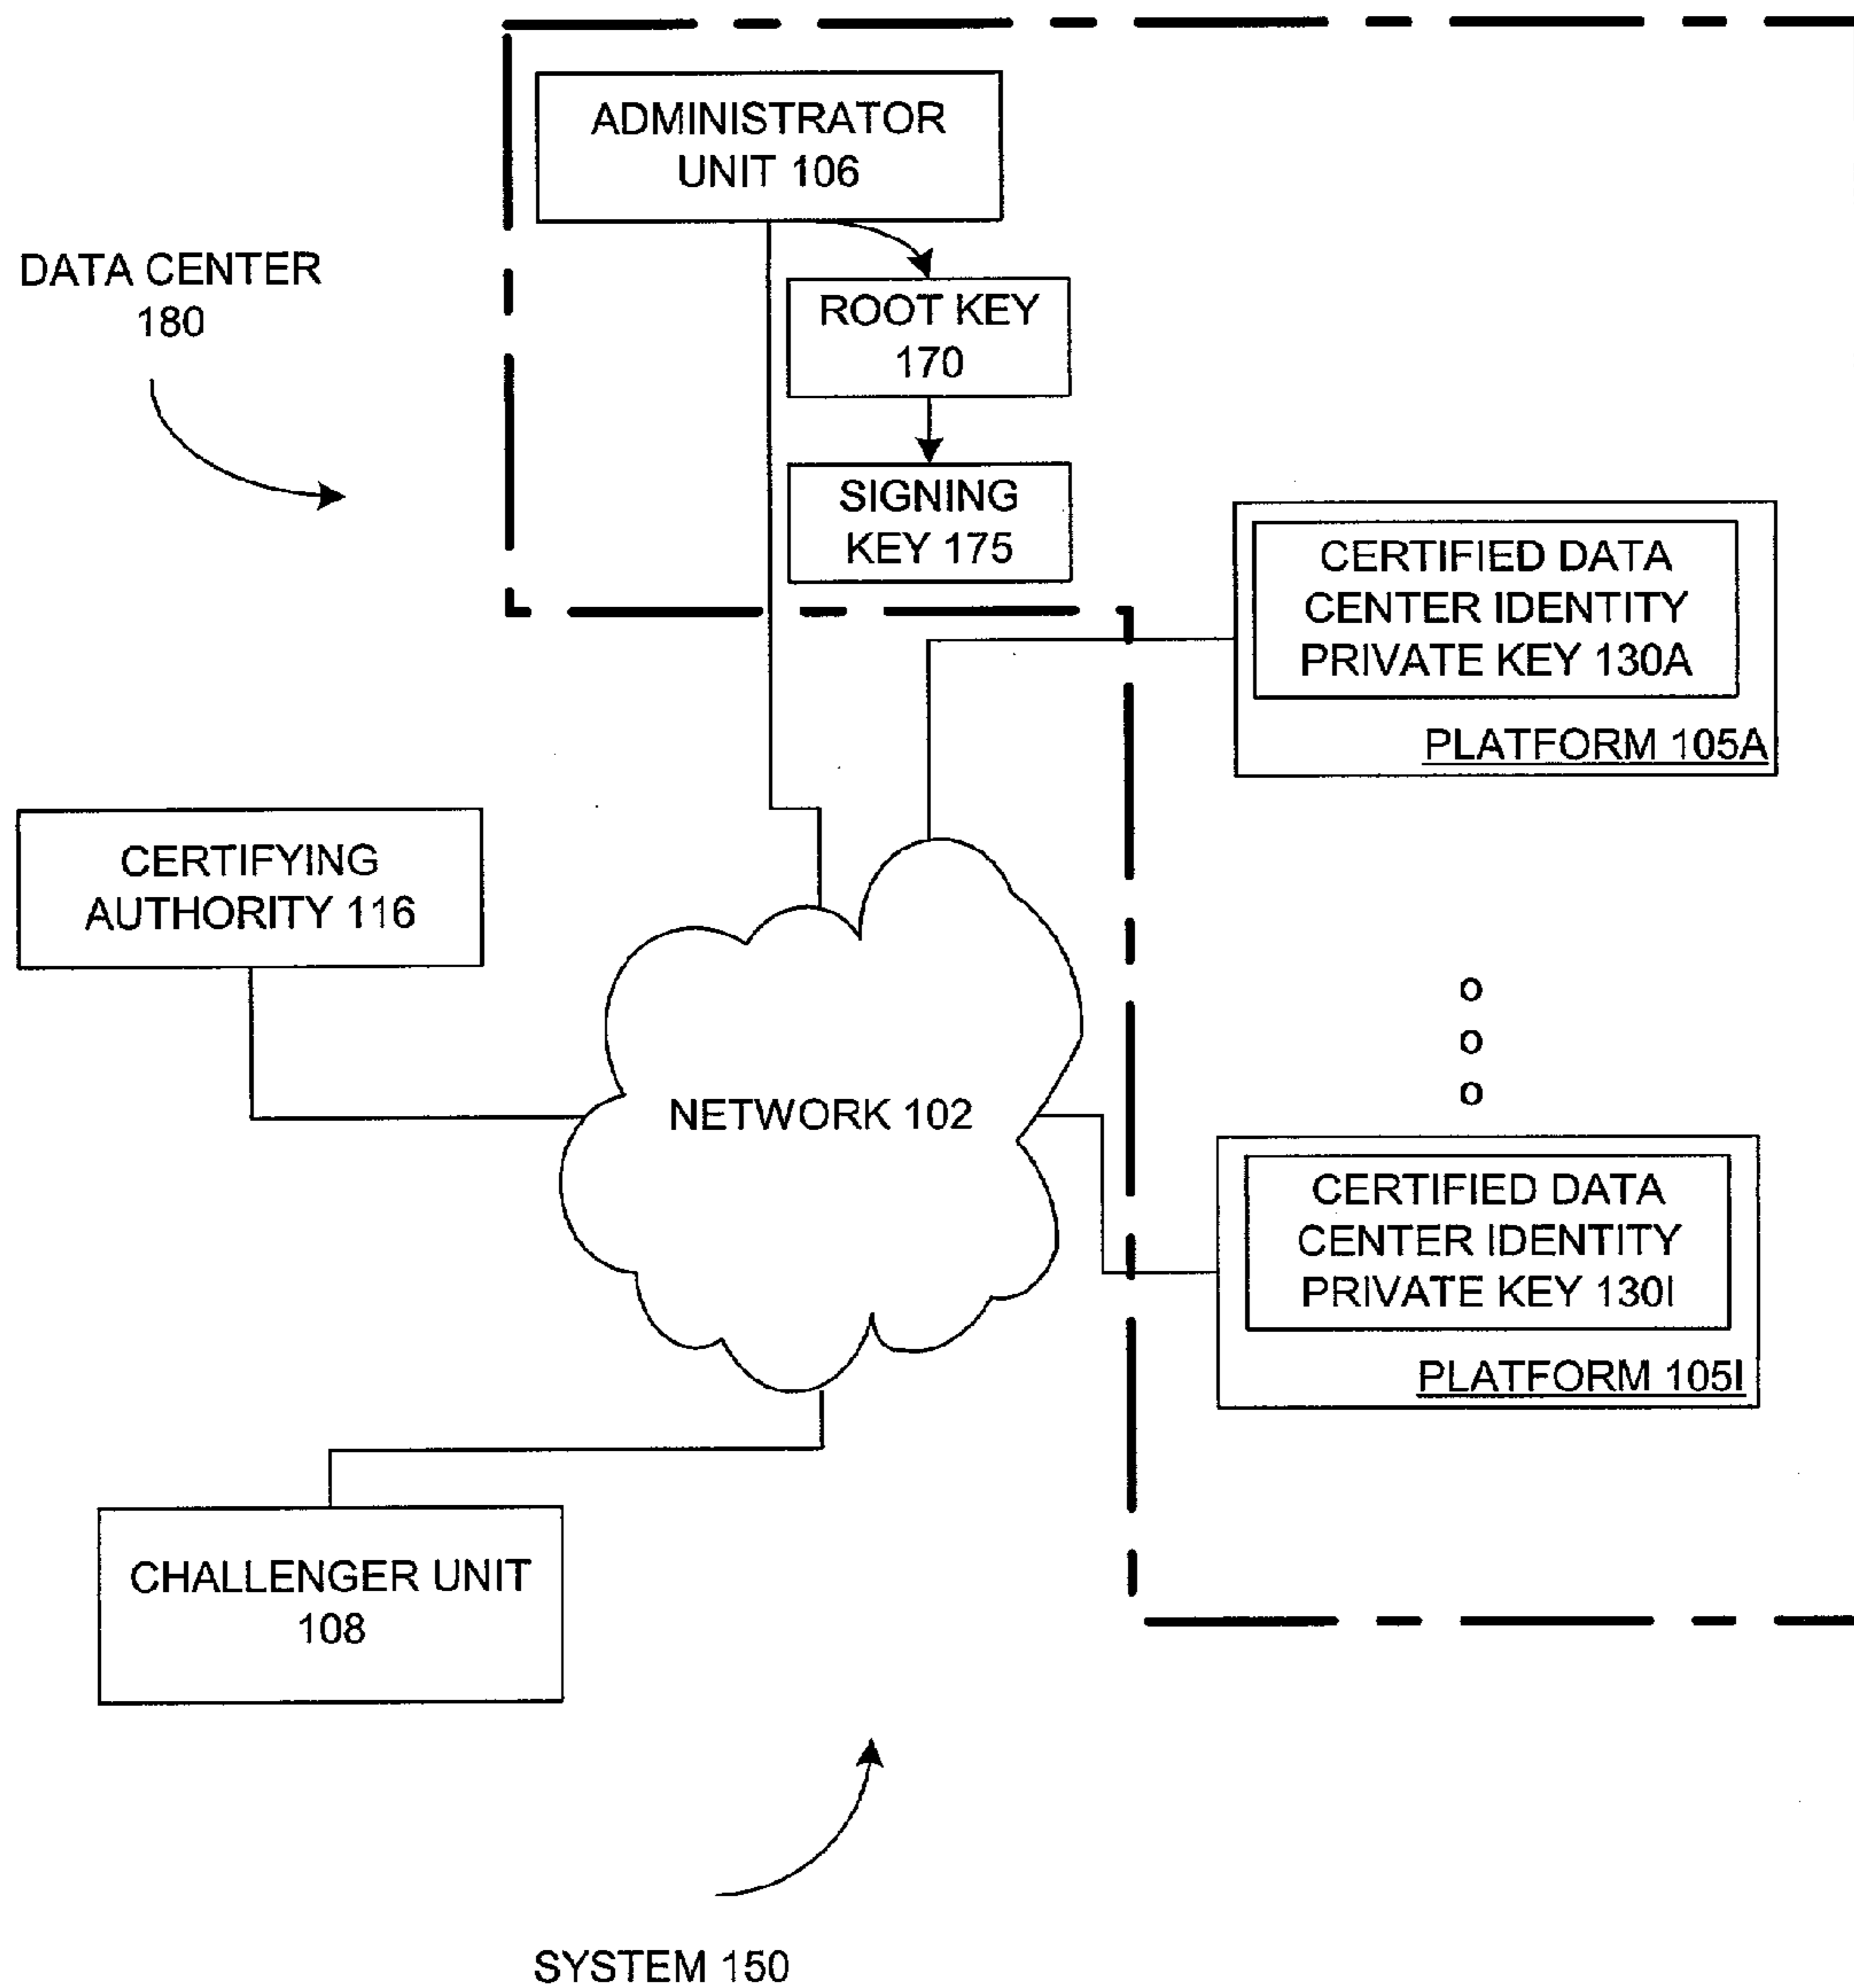 ADMINISTRATOR
UNIT 106
DATA CENTER
180
ROOT KEY
170
SIGNING
KEY 175
CERTIFIED DATA
CENTER IDENTITY
PRIVATE KEY 130A
PLATFORM 105A
CERTIFYING
AUTHORITY 116
o
o
o
NETWORK 102
CERTIFIED DATA
CENTER IDENTITY
PRIVATE KEY 130I
PLATFORM 105I
CHALLENGER UNIT
108
SYSTEM 150